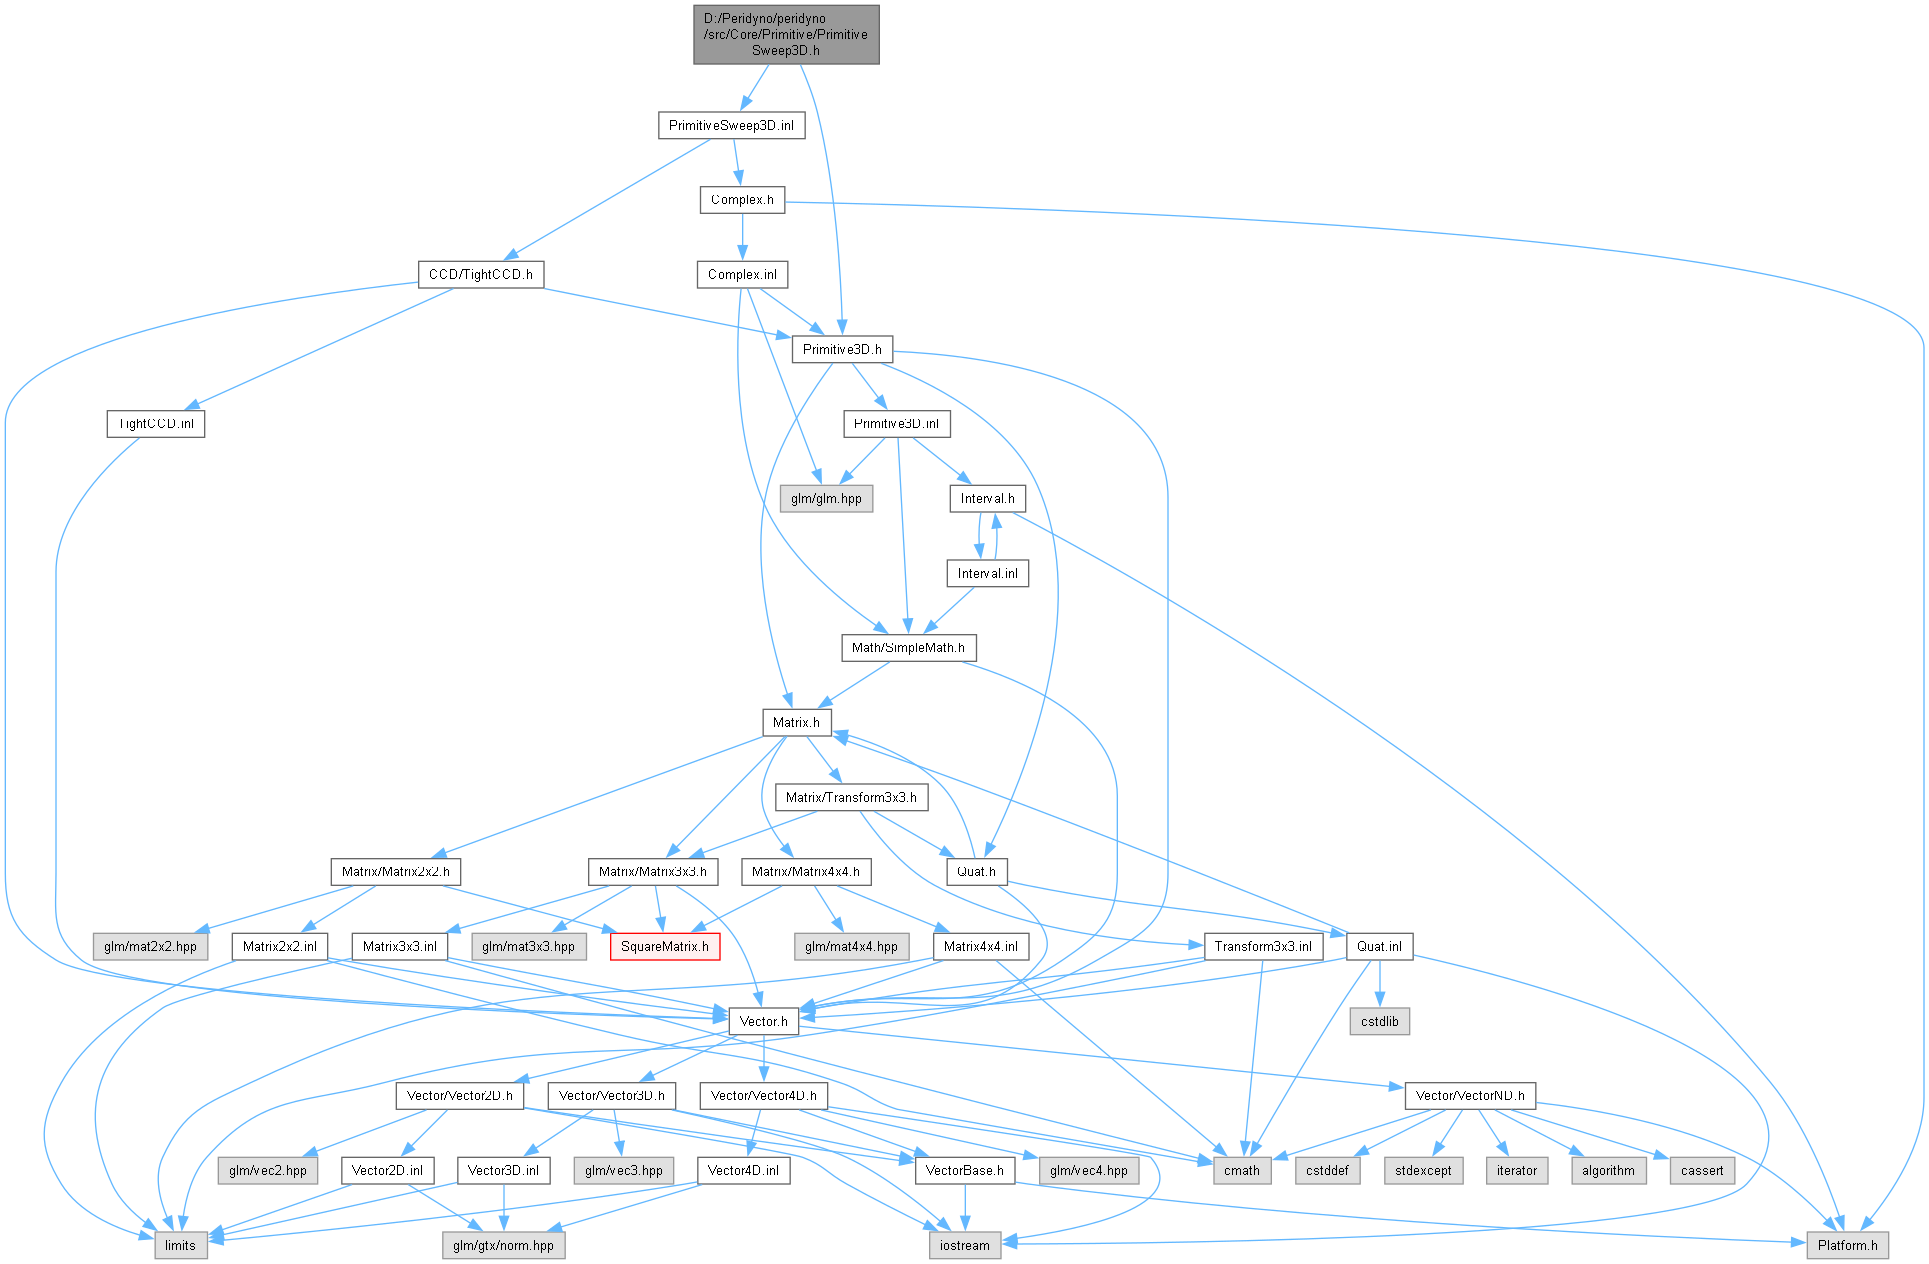 D:/Peridyno/peridyno
/src/Core/Primitive/Primitive
Sweep3D.h
PrimitiveSweep3D.inl
Complex.h
CCD/TightCCD.h
Complex.inl
Primitive3D.h
TightCCD.inl
Primitive3D.inl
glm/glm.hpp
Interval.h
Interval.inl
Math/SimpleMath.h
Matrix.h
Matrix/Transform3x3.h
Matrix/Matrix2x2.h
Matrix/Matrix3x3.h
Matrix/Matrix4x4.h
Quat.h
glm/mat2x2.hpp
Matrix2x2.inl
Matrix3x3.inl
glm/mat3x3.hpp
SquareMatrix.h
glm/mat4x4.hpp
Matrix4x4.inl
Transform3x3.inl
Quat.inl
Vector.h
cstdlib
Vector/Vector2D.h
Vector/Vector3D.h
Vector/Vector4D.h
Vector/VectorND.h
glm/vec2.hpp
Vector2D.inl
Vector3D.inl
glm/vec3.hpp
Vector4D.inl
VectorBase.h
glm/vec4.hpp
cmath
cstddef
stdexcept
iterator
algorithm
cassert
limits
glm/gtx/norm.hpp
iostream
Platform.h